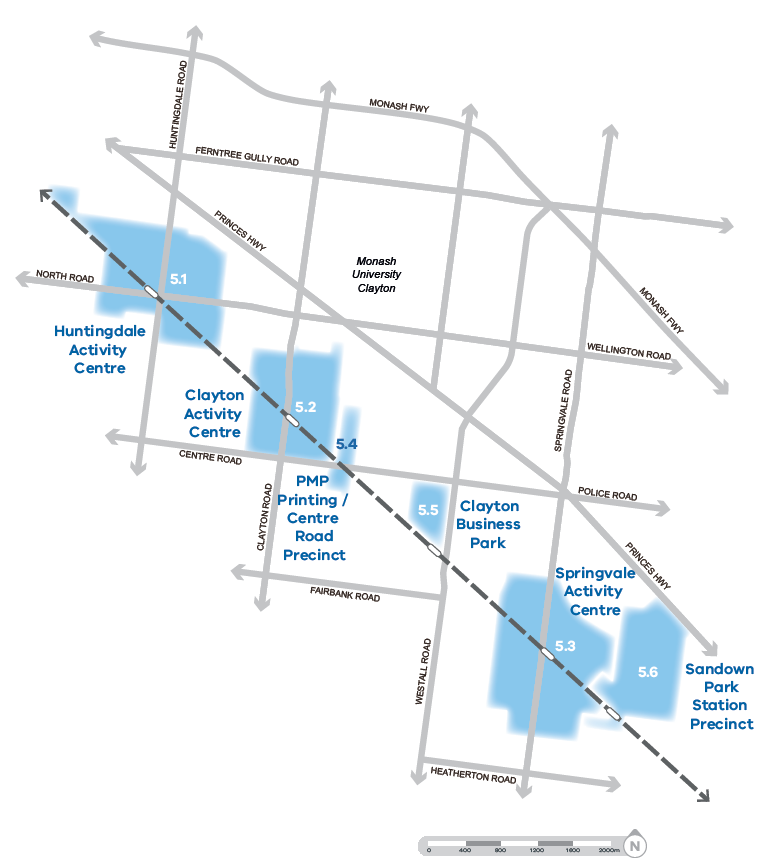 MONASH FWY
HUNTINGDALE ROAD
FERNTREE GULLY ROAD
PRINCES HWY
Monash
University
Clayton
NORTH ROAD
5.1
MONASH FWY
Huntingdale
Activity
Centre
WELLINGTON ROAD
SPRINGVALE ROAD
Clayton
Activity
Centre
5.2
5.4
CENTRE ROAD
PMP
Printing /
Centre
Road
Precinct
CLAYTON ROAD
5.5
Clayton
Business
Park
POLICE ROAD
PRINCES HWY
FAIRBANK ROAD
Springvale
Activity
Centre
5.3
WESTALL ROAD
5.6
Sandown
Park
Station
Precinct
HEATHERTON ROAD
0 400 800 1200 1600 2000m
N